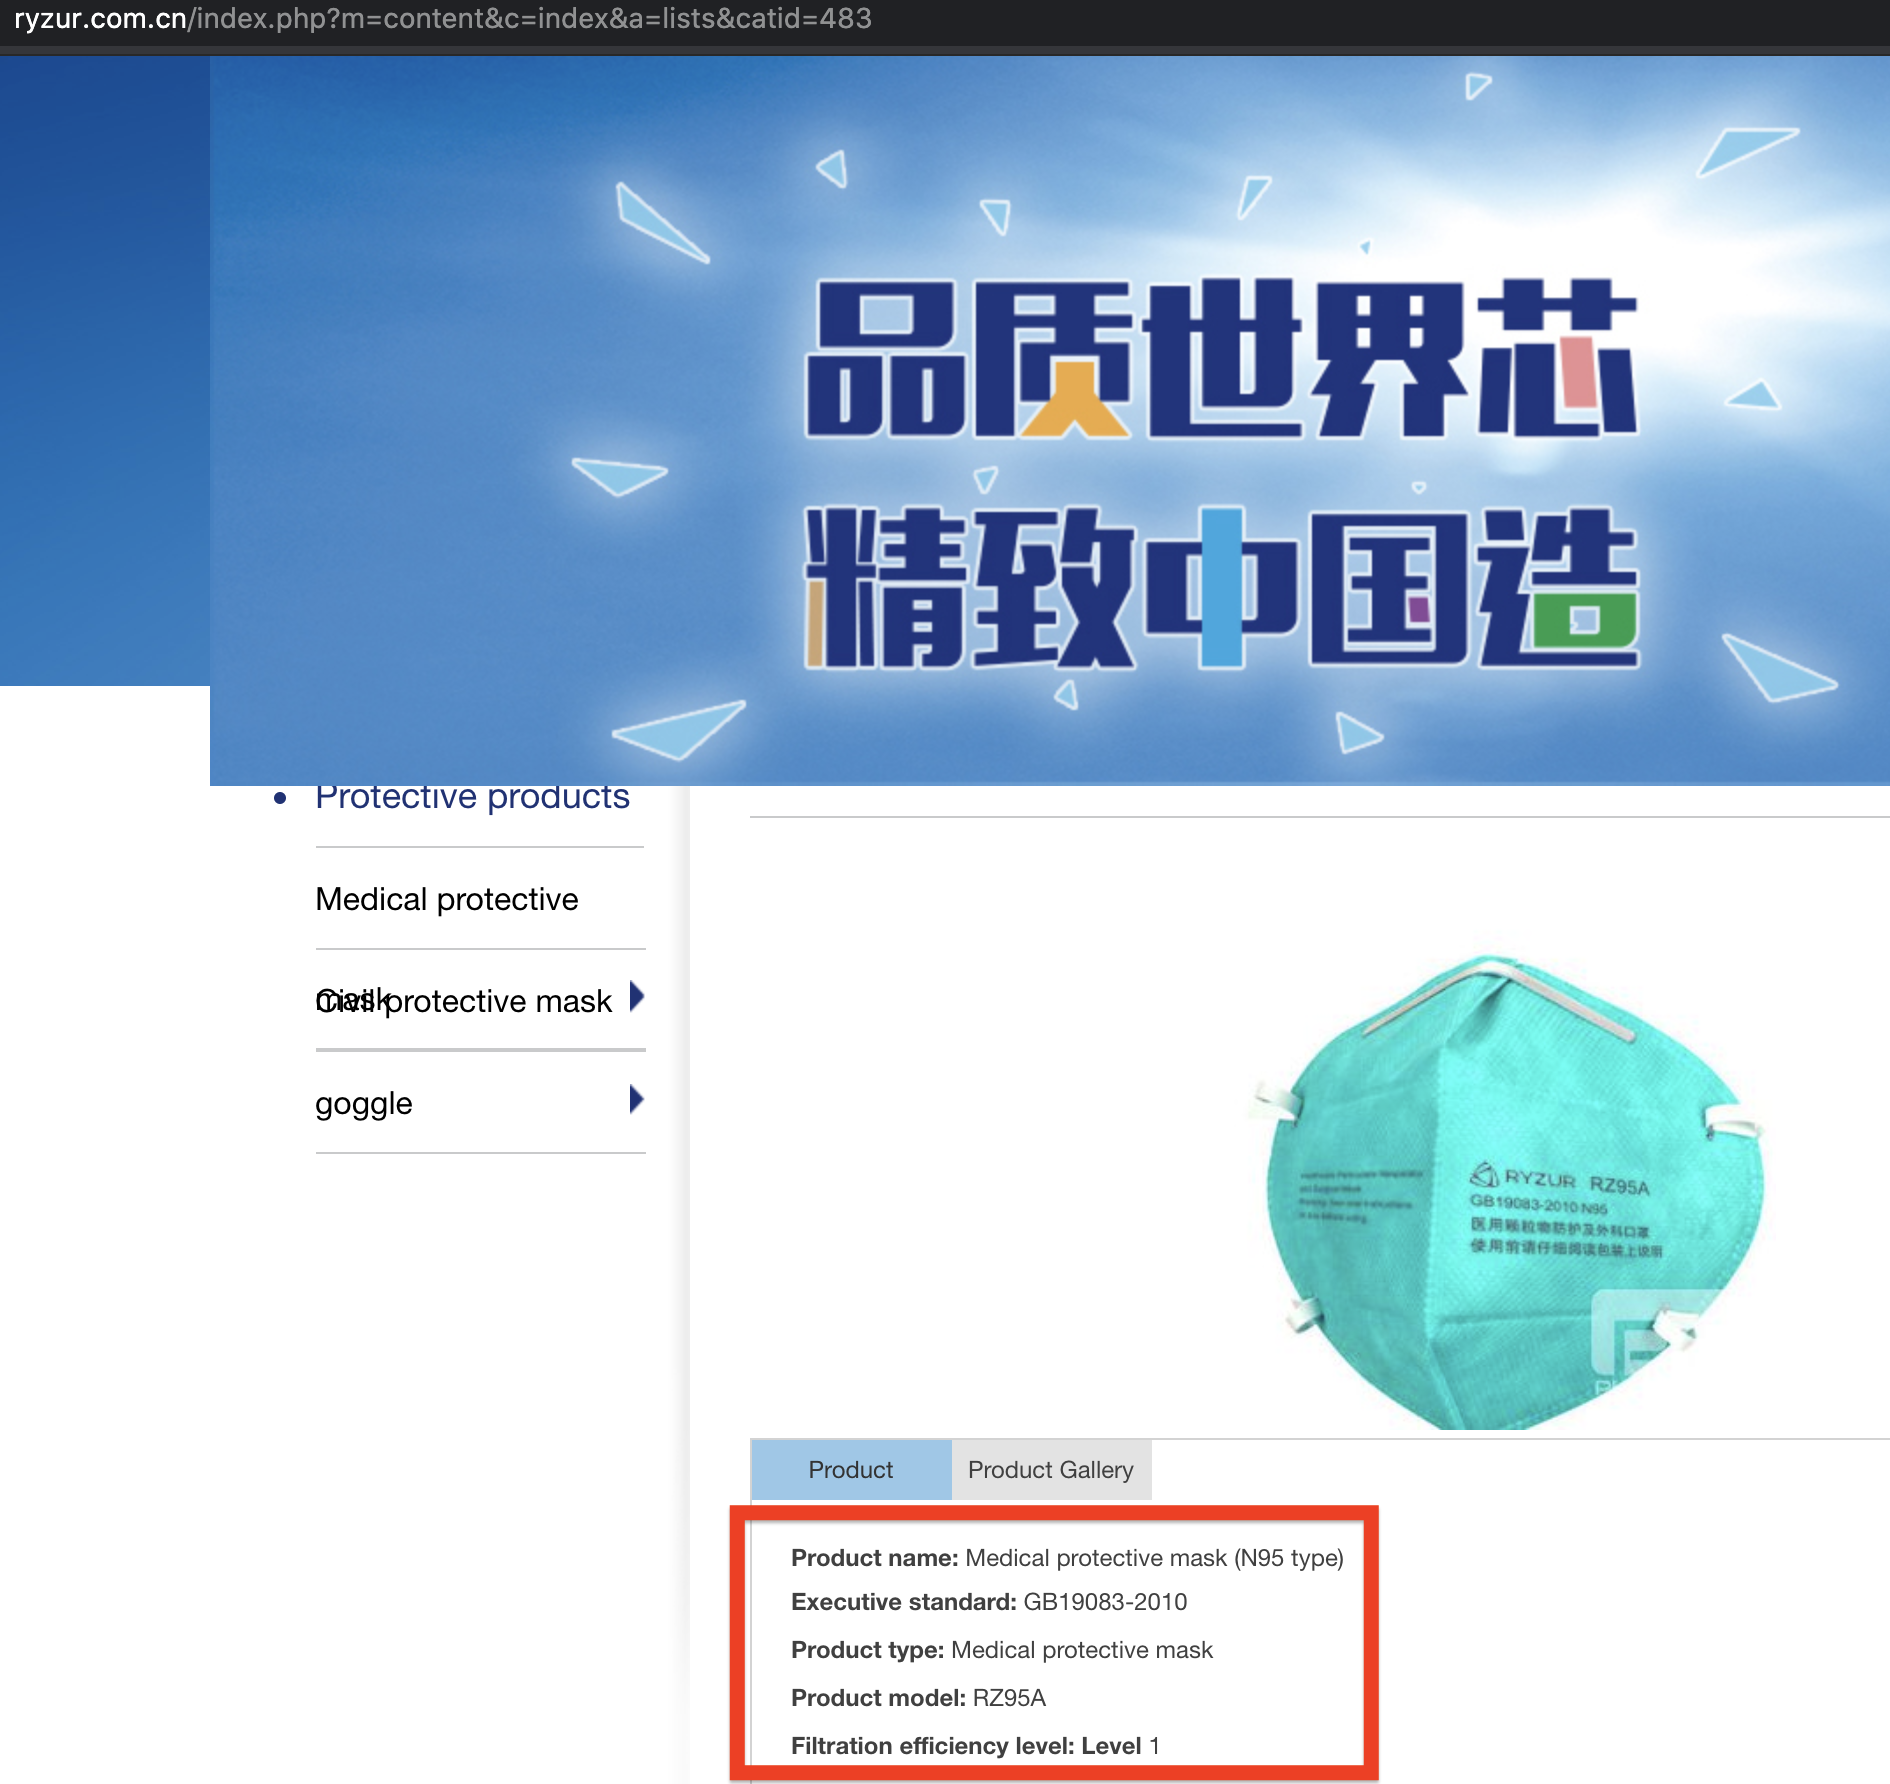 ryzur.com.cn/index.php?m=content&c=index&a=lists&catid=483
品质世界芯
精致中国造
Protective products
Medical protective
mask
Civil protective mask
goggle
RYZUR RZ95A
GB19083-2010 N95
医用颗粒物防护及外科口罩
使用前请仔细阅读包装上说明
Product
Product Gallery
Product name: Medical protective mask (N95 type)
Executive standard: GB19083-2010
Product type: Medical protective mask
Product model: RZ95A
Filtration efficiency level: Level 1